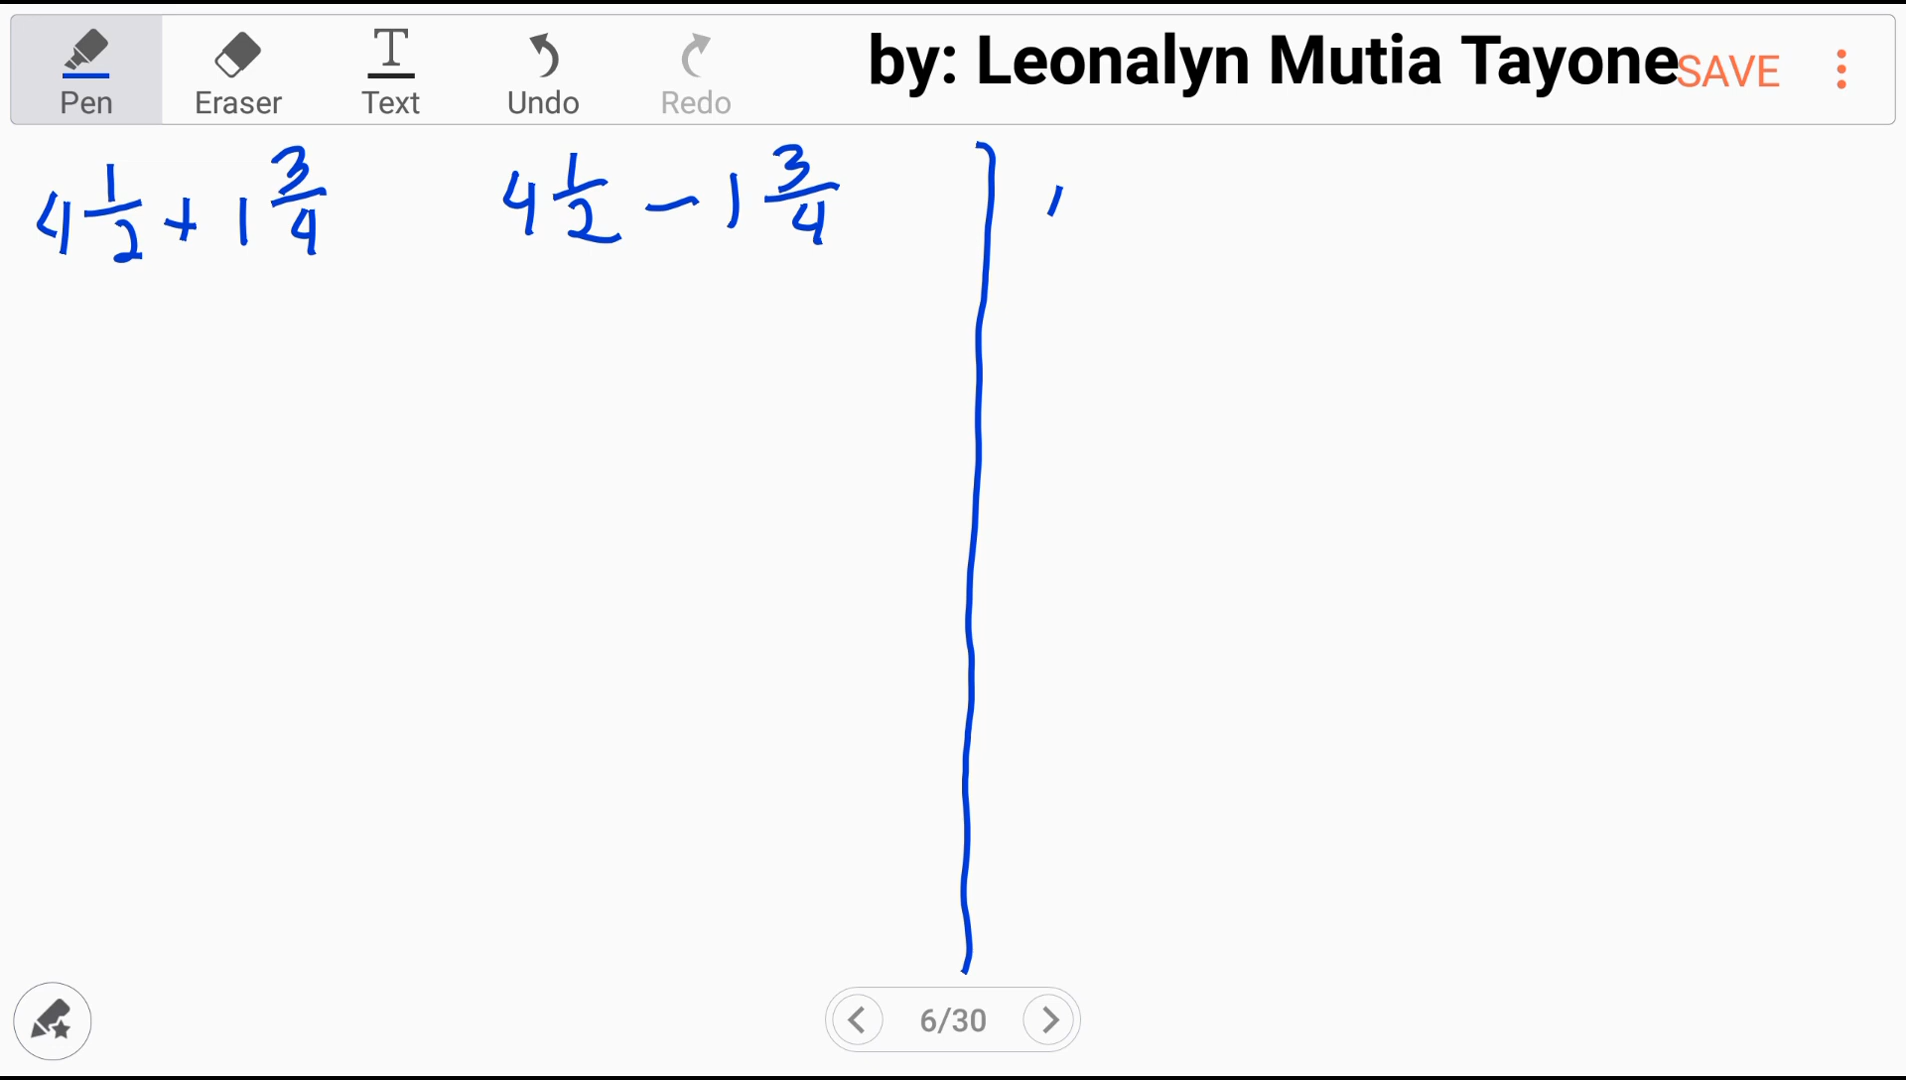 Pen Eraser Text Undo Redo by: Leonalyn Mutia Tayone SAVE
4 1/2 + 1 3/4 4 1/2 - 1 3/4
6/30